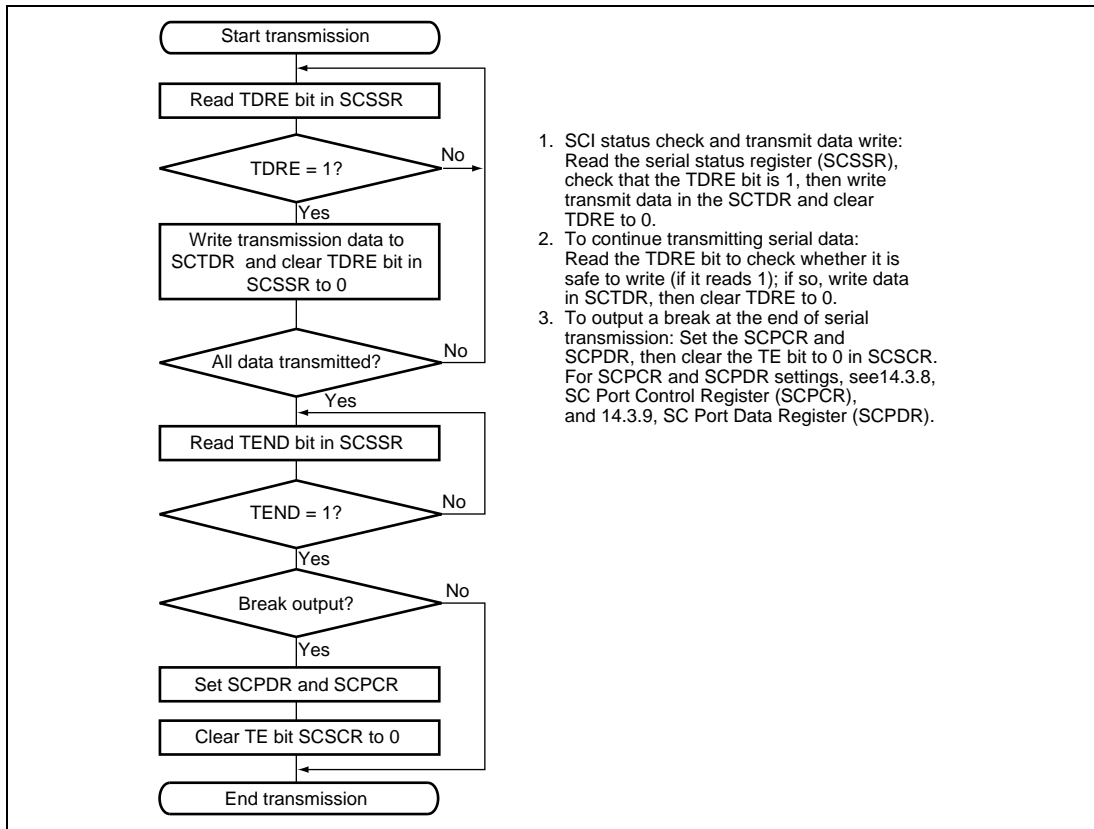 Start transmission
Read TDRE bit in SCSSR
TDRE = 1?
No
Yes
Write transmission data to
SCTDR and clear TDRE bit in
SCSSR to 0
All data transmitted?
No
Yes
Read TEND bit in SCSSR
TEND = 1?
No
Yes
Break output?
No
Yes
Set SCPDR and SCPCR
Clear TE bit SCSCR to 0
End transmission
1. SCI status check and transmit data write:
Read the serial status register (SCSSR),
check that the TDRE bit is 1, then write
transmit data in the SCTDR and clear
TDRE to 0.
2. To continue transmitting serial data:
Read the TDRE bit to check whether it is
safe to write (if it reads 1); if so, write data
in SCTDR, then clear TDRE to 0.
3. To output a break at the end of serial
transmission: Set the SCPCR and
SCPDR, then clear the TE bit to 0 in SCSCR.
For SCPCR and SCPDR settings, see14.3.8,
SC Port Control Register (SCPCR),
and 14.3.9, SC Port Data Register (SCPDR).